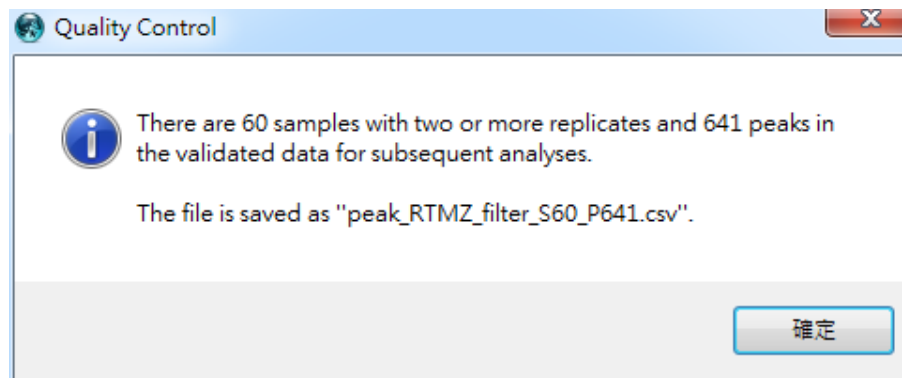 Quality Control
There are 60 samples with two or more replicates and 641 peaks in
the validated data for subsequent analyses.
The file is saved as "peak_RTMZ_filter_S60_P641.csv".
確定